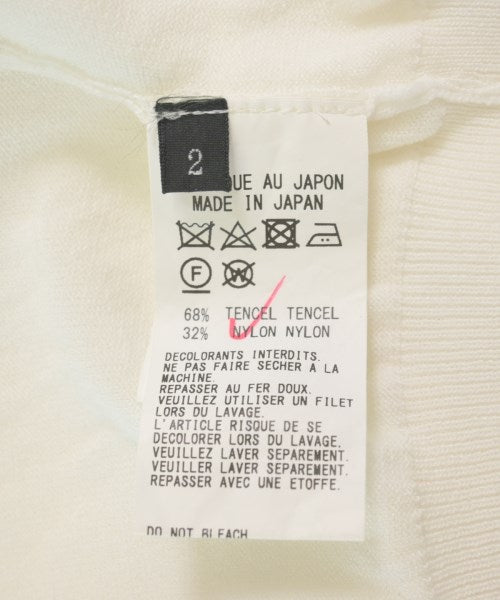 2
QUE AU JAPON
MADE IN JAPAN
F W
68% TENCEL TENCEL
32% NYLON NYLON
DECOLORANTS INTERDITS.
NE PAS FAIRE SECHER A LA
MACHINE.
REPASSER AU FER DOUX.
VEUILLEZ UTILISER UN FILET
LORS DU LAVAGE.
L'ARTICLE RISQUE DE SE
DECOLORER LORS DU LAVAGE,
VEUILLEZ LAVER SEPAREMENT.
VEUILLER LAVER SEPAREMENT.
REPASSER AVEC UNE ETOFFE.
DO NOT BLEACH